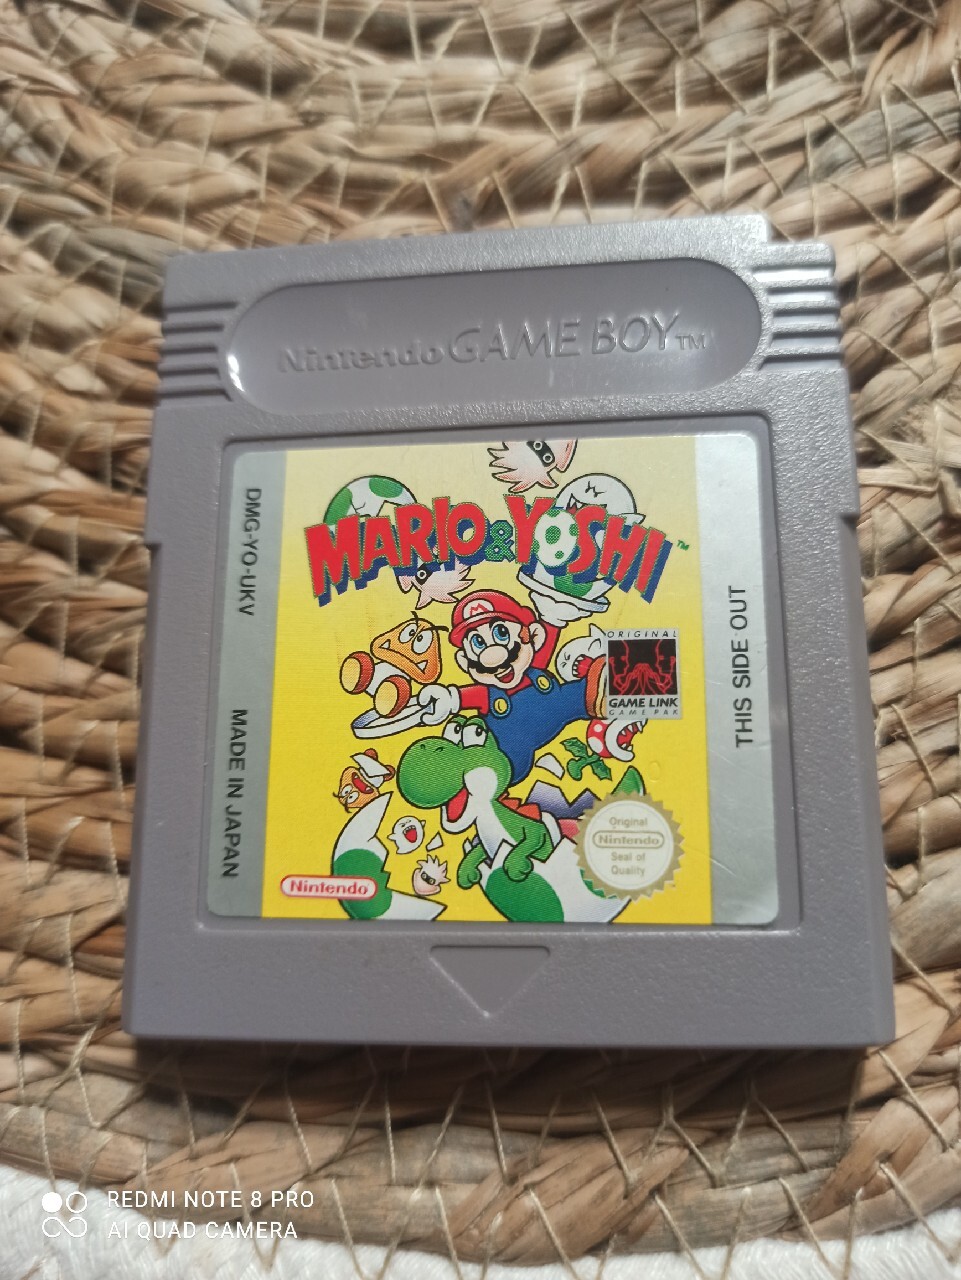 Nintendo GAME BOY™
DMG-YO-UKV
MADE IN JAPAN
MARIO & YOSHI™
M
ORIGINAL
GAME LINK
GAME PAK
THIS SIDE OUT
Original
Nintendo
Seal of
Quality
Nintendo
REDMI NOTE 8 PRO
AI QUAD CAMERA